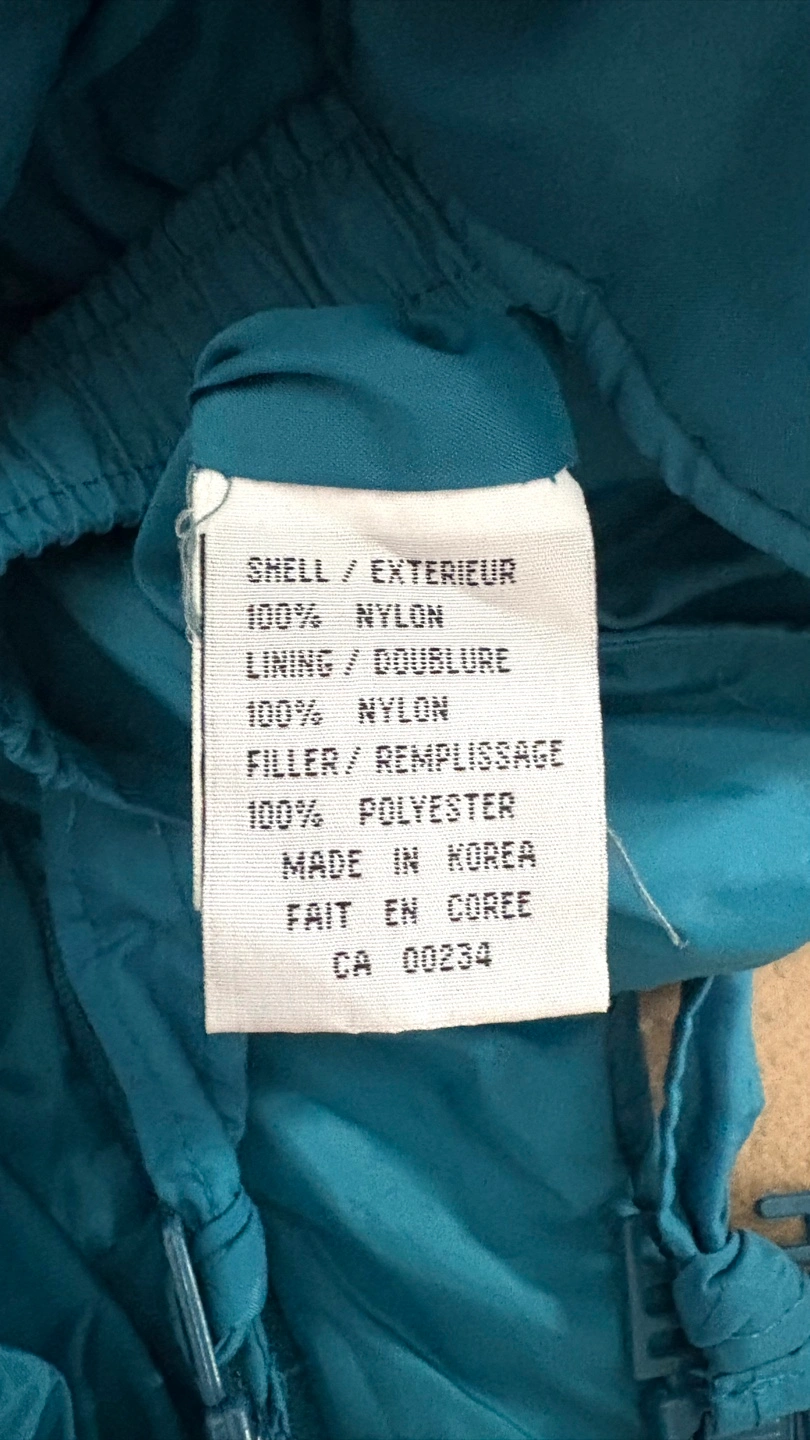 SHELL / EXTERIEUR
100% NYLON
LINING / DOUBLURE
100% NYLON
FILLER / REMPLISSAGE
100% POLYESTER
MADE IN KOREA
FAIT EN COREE
CA 00234